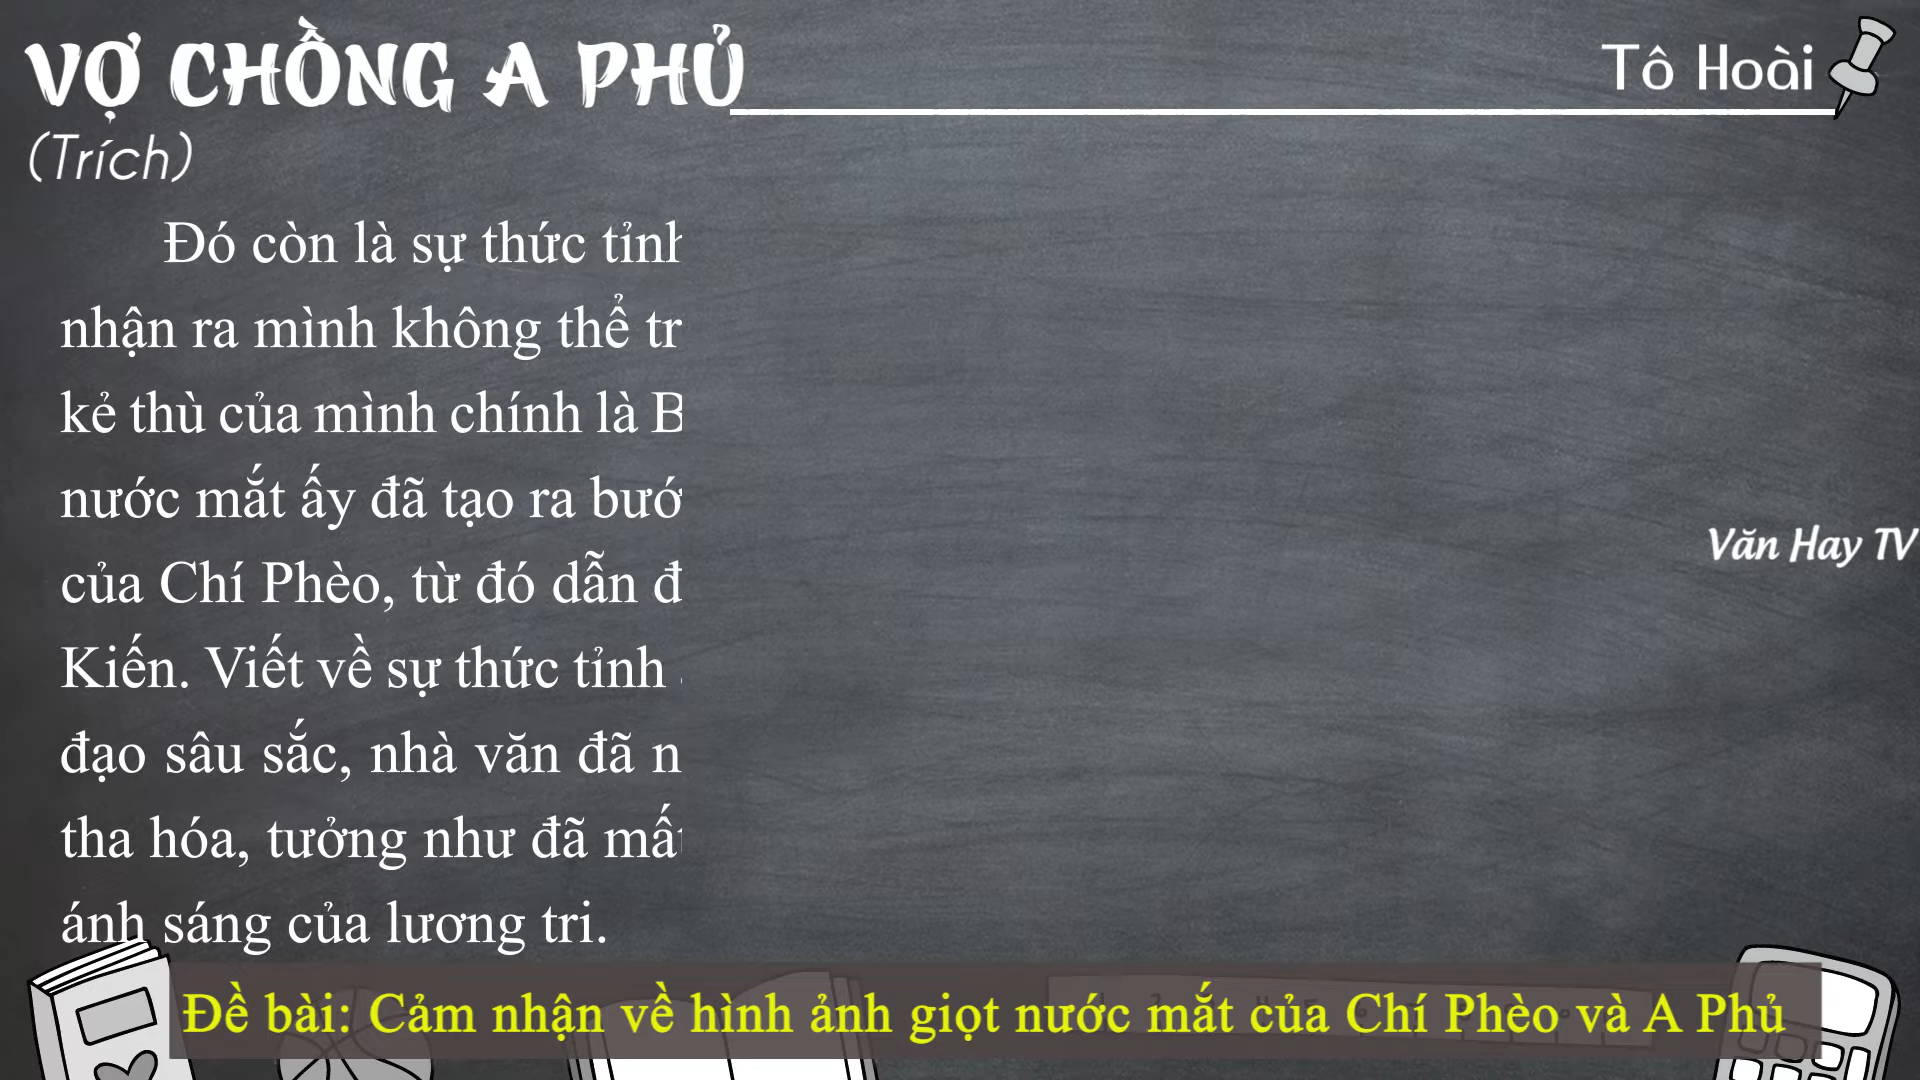 VỢ CHỒNG A PHỦ
Tô Hoài
(Trích)
Đó còn là sự thức tỉnh
nhận ra mình không thể
kẻ thù của mình chính là
nước mắt ấy đã tạo ra
của Chí Phèo, từ đó dẫn
Kiến. Viết về sự thức tỉnh
đạo sâu sắc, nhà văn đã
tha hóa, tưởng như đã
ánh sáng của lương tri.
Văn Hay TV
Đề bài: Cảm nhận về hình ảnh giọt nước mắt của Chí Phèo và A Phủ